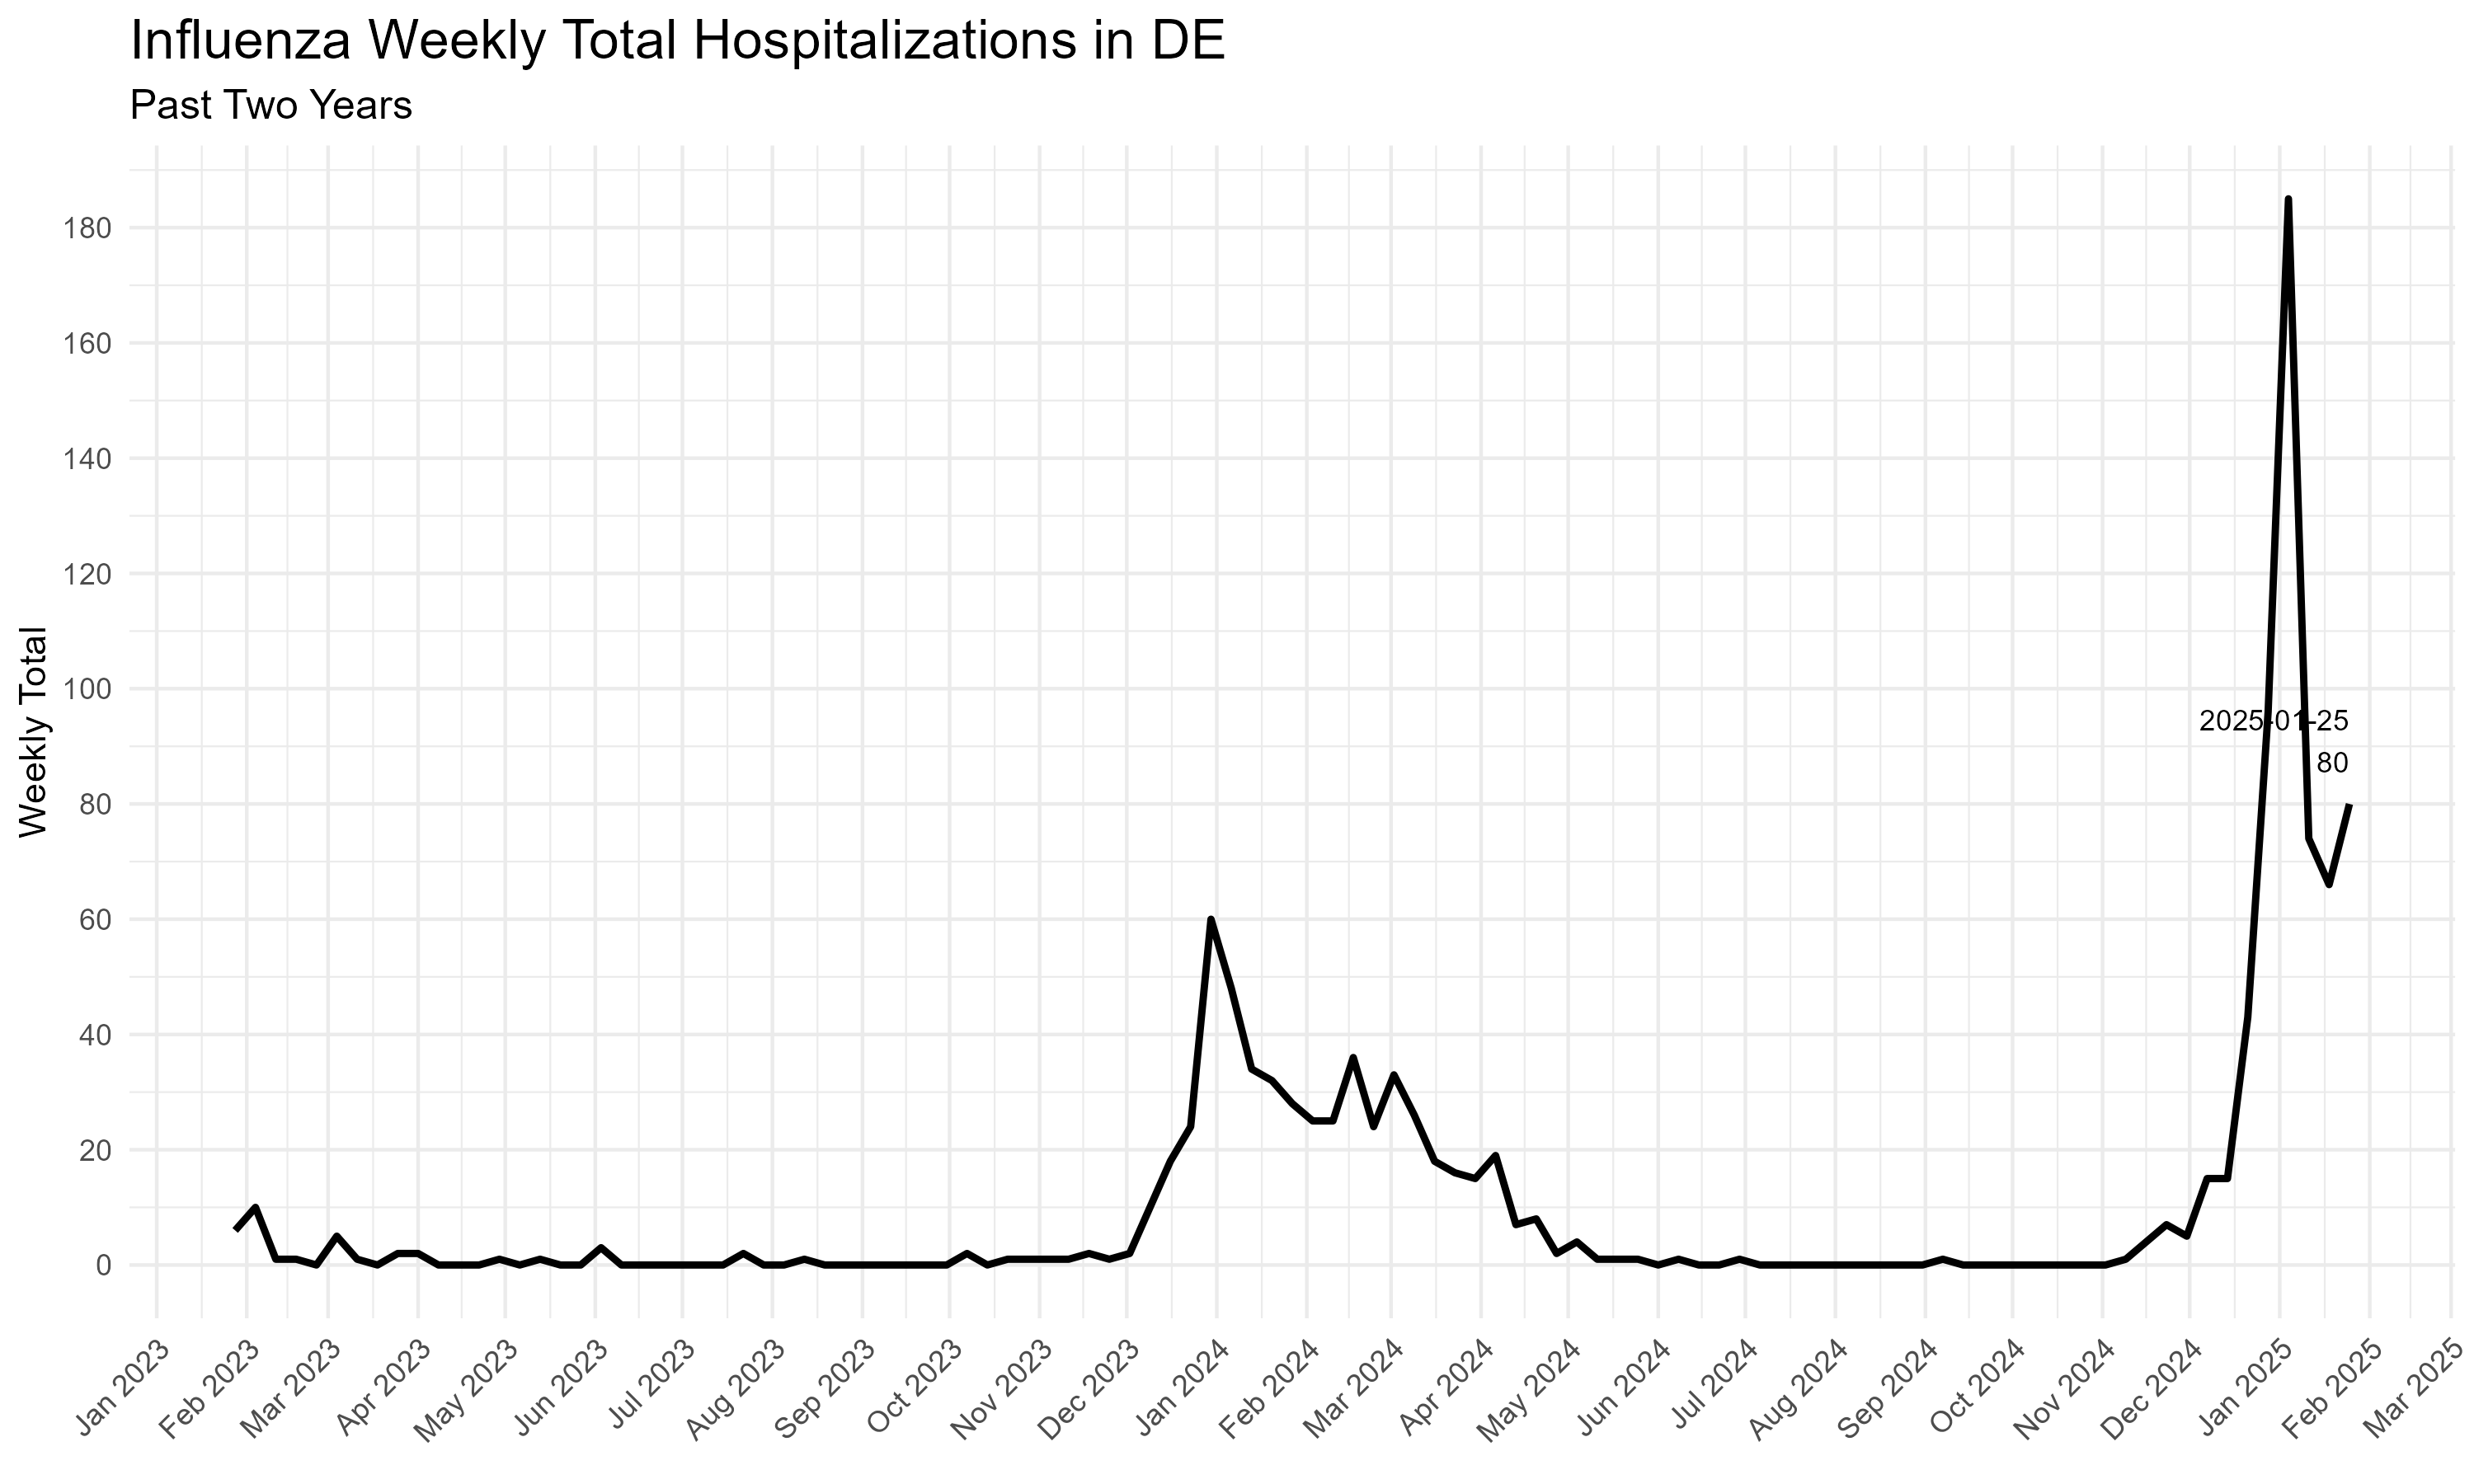 Influenza Weekly Total Hospitalizations in DE
Past Two Years
Weekly Total
180
160
140
120
100
80
60
40
20
0
2025-01-25
80
Jan 2023
Feb 2023
Mar 2023
Apr 2023
May 2023
Jun 2023
Jul 2023
Aug 2023
Sep 2023
Oct 2023
Nov 2023
Dec 2023
Jan 2024
Feb 2024
Mar 2024
Apr 2024
May 2024
Jun 2024
Jul 2024
Aug 2024
Sep 2024
Oct 2024
Nov 2024
Dec 2024
Jan 2025
Feb 2025
Mar 2025